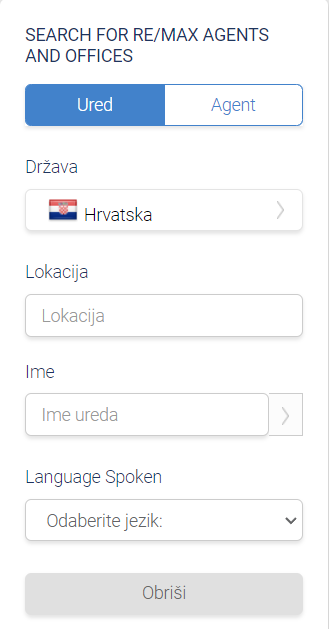 SEARCH FOR RE/MAX AGENTS
AND OFFICES
Ured Agent
Država
Hrvatska
Lokacija
Lokacija
Ime
Ime ureda
Language Spoken
Odaberite jezik:
Obriši